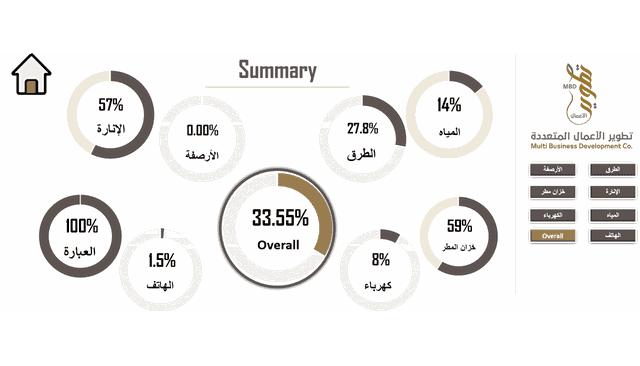 Summary
57%
الإنارة
0.00%
الأرصفة
27.8%
الطرق
14%
المياه
100%
العبارة
1.5%
الهاتف
33.55%
Overall
8%
كهرباء
59%
خزان المطر
تطوير
MBD
الأعمال
تطوير الأعمال المتعددة
Multi Business Development Co.
الأرصفة
الطرق
خزان مطر
الإنارة
الكهرباء
المياه
Overall
الهاتف